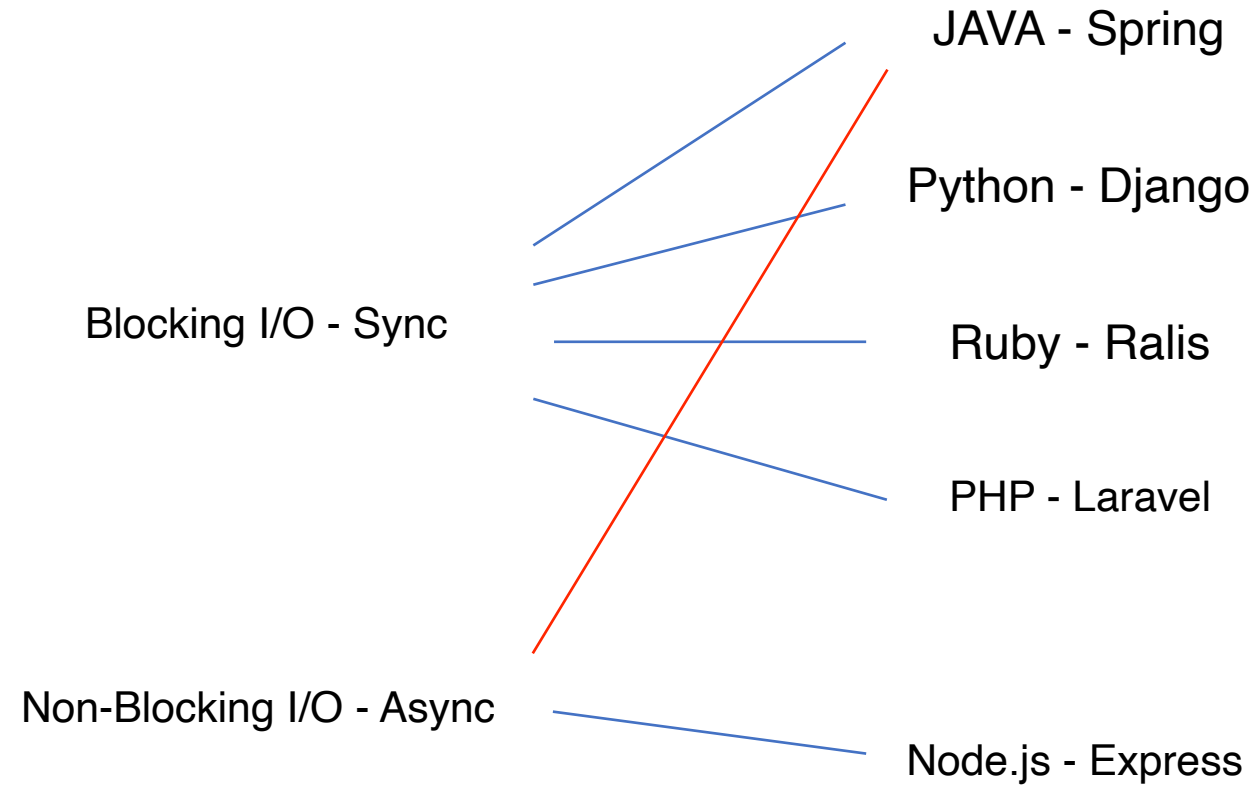 JAVA - Spring
Python - Django
Blocking I/O - Sync
Ruby - Ralis
PHP - Laravel
Non-Blocking I/O - Async
Node.js - Express